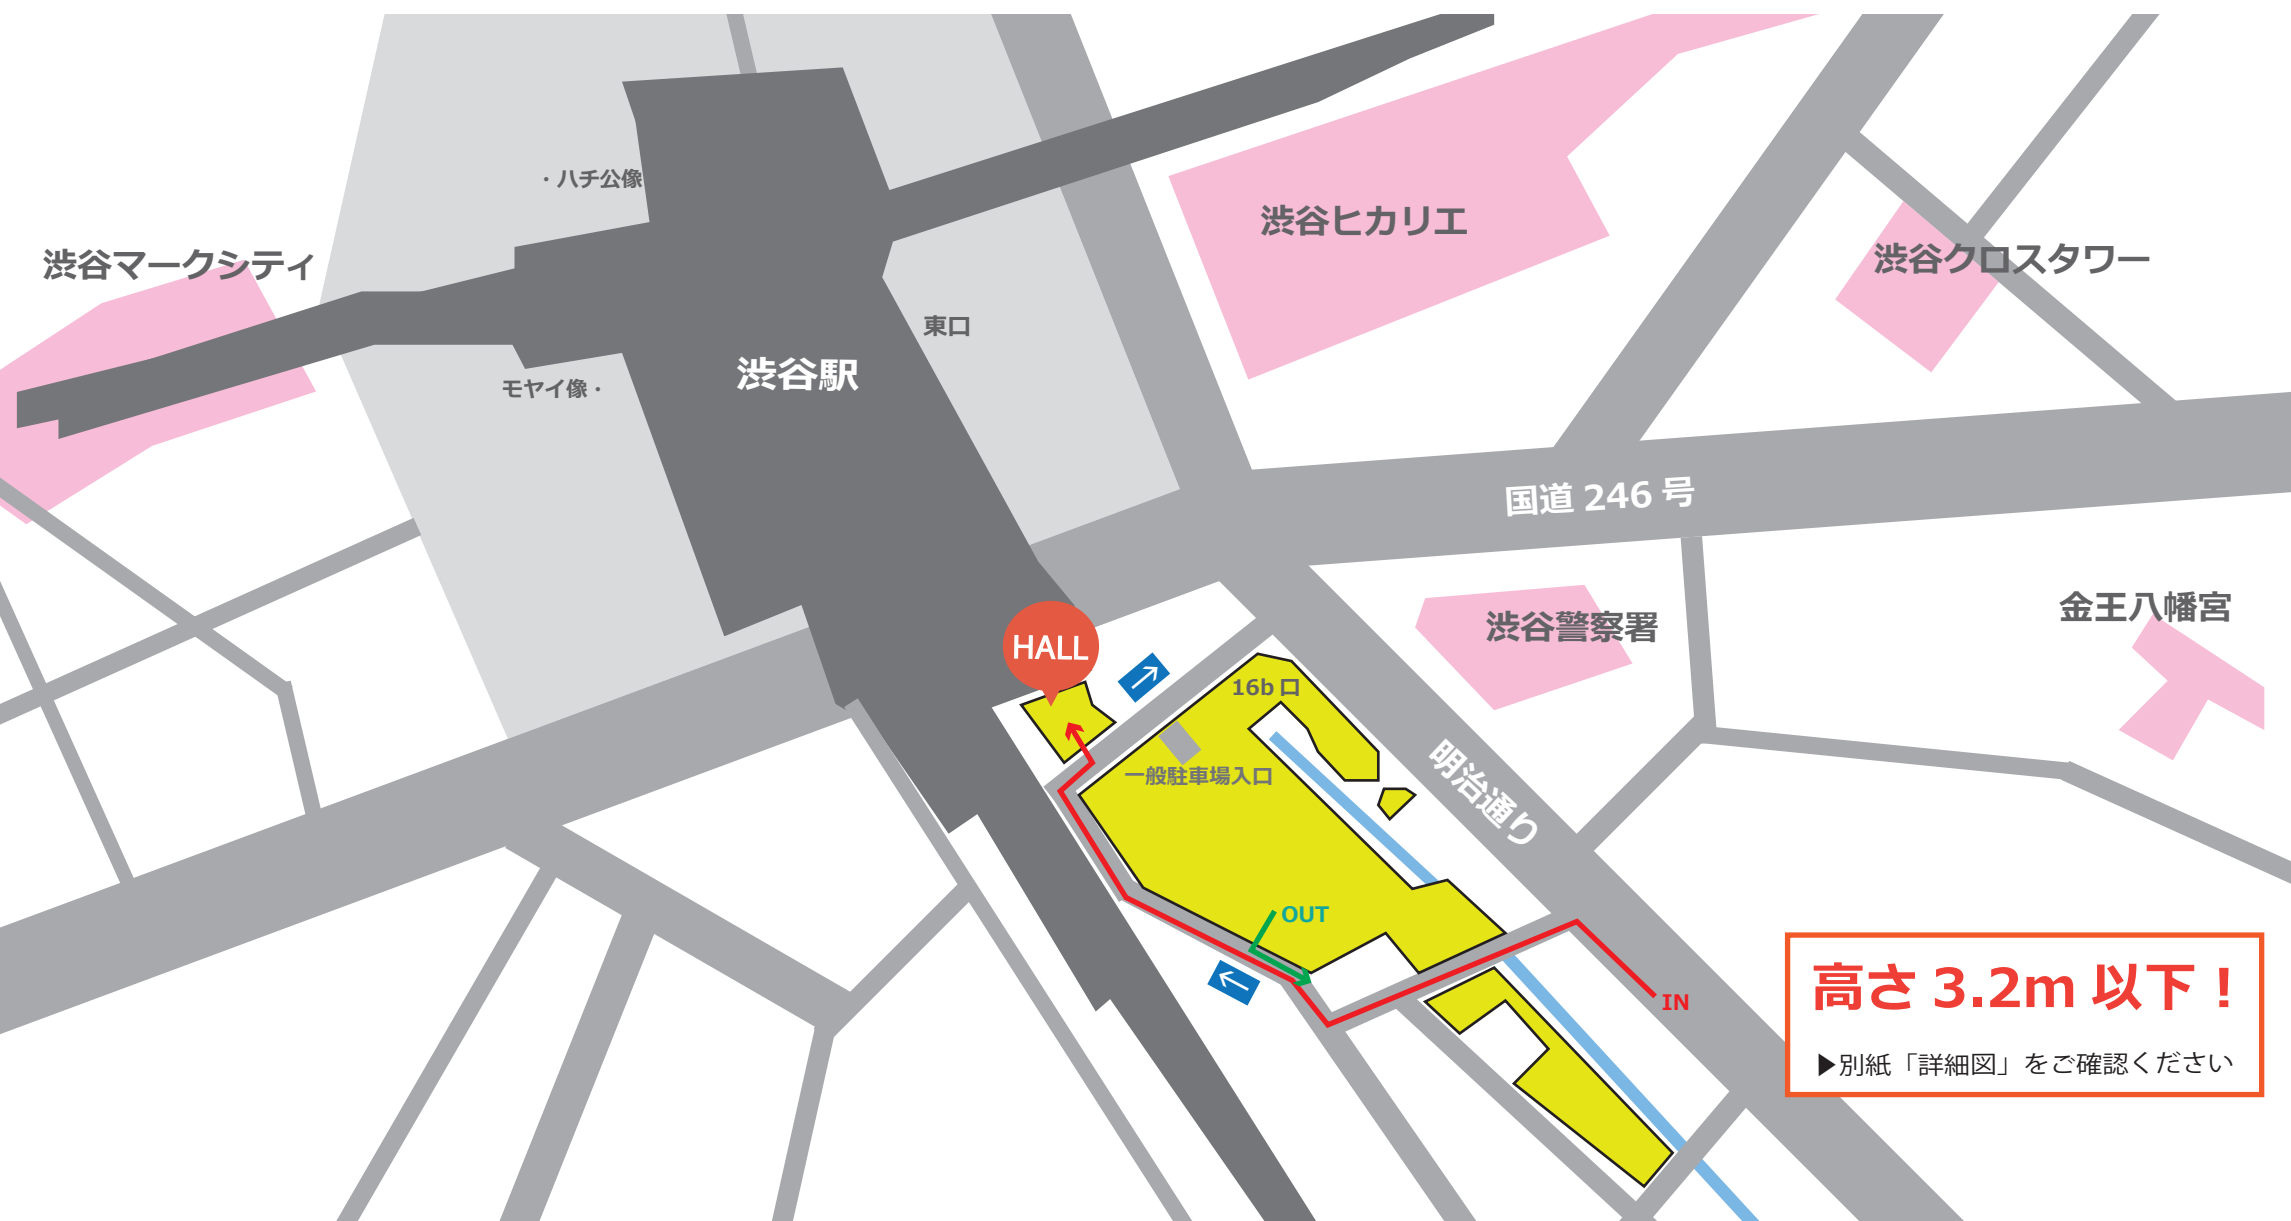 ・ハチ公像
渋谷ヒカリエ
渋谷マークシティ
渋谷クロスタワー
東口
渋谷駅
モヤイ像・
国道 246 号
金王八幡宮
渋谷警察署
HALL
16b 口
一般駐車場入口
明治通り
OUT
IN
高さ 3.2m 以下！
▶別紙「詳細図」をご確認ください